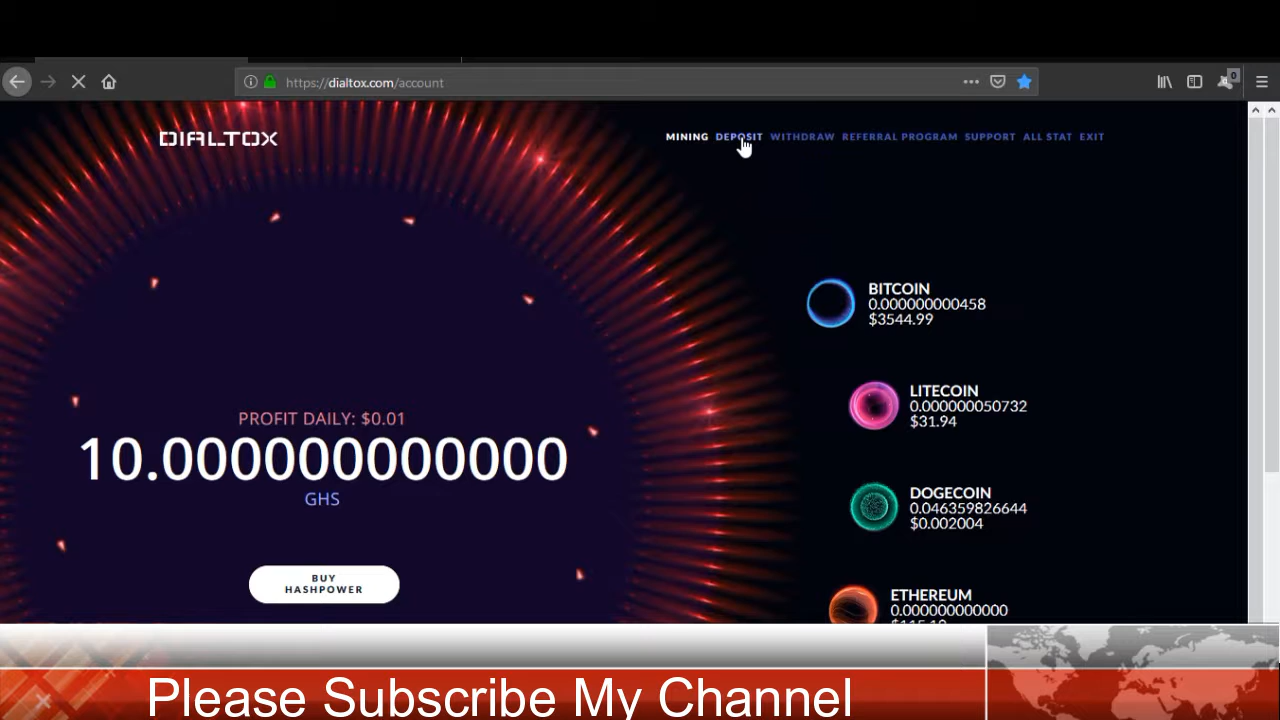 https://dialtox.com/account
0
DIALTOX
MINING DEPOSIT WITHDRAW REFERRAL PROGRAM SUPPORT ALL STAT EXIT
BITCOIN
0.000000000458
$3544.99
LITECOIN
0.000000050732
$31.94
DOGECOIN
0.046359826644
$0.002004
ETHEREUM
0.000000000000
PROFIT DAILY: $0.01
10.000000000000
GHS
BUY
HASHPOWER
Please Subscribe My Channel